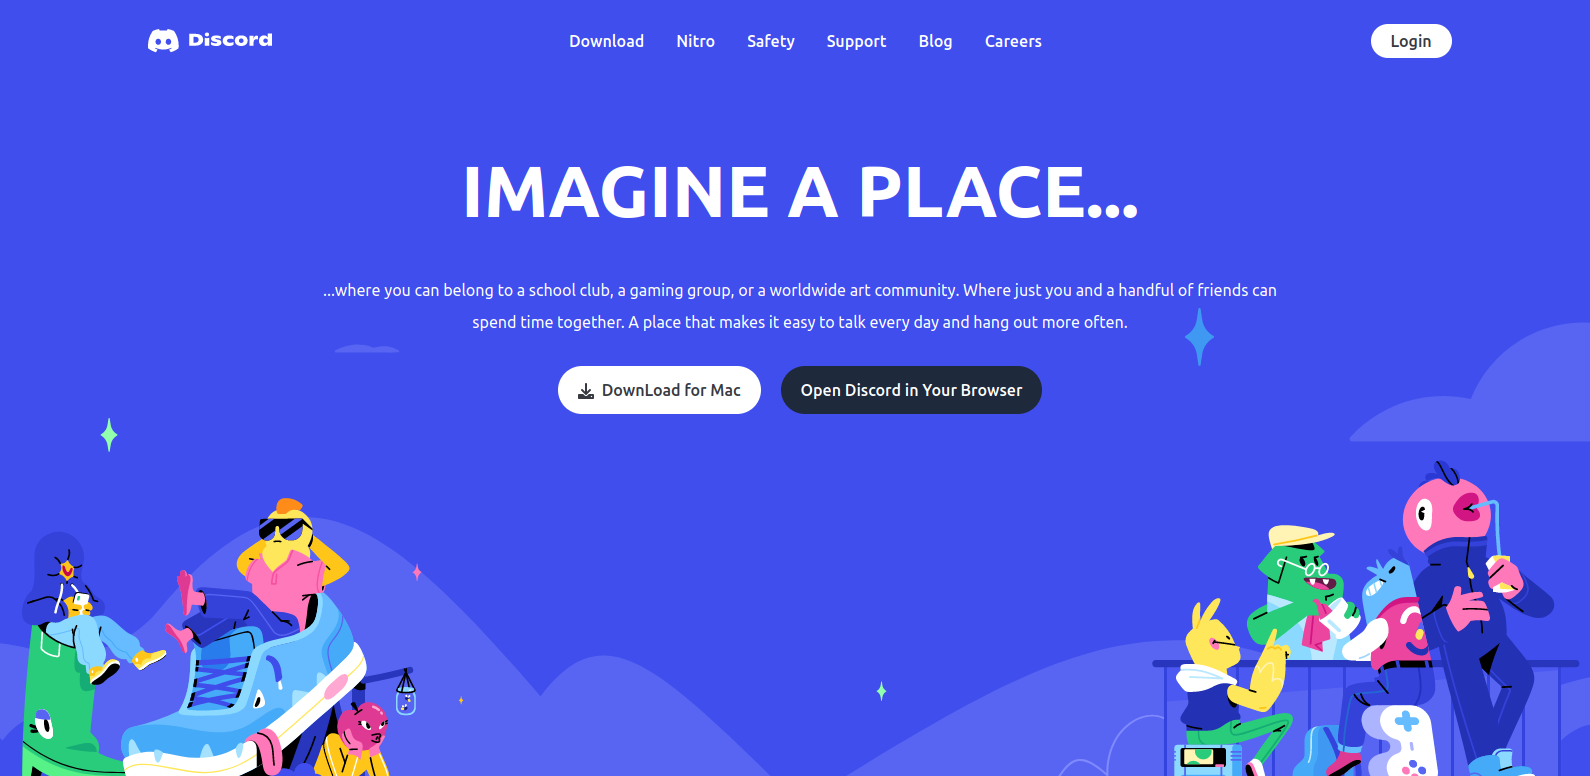 Discord
Download Nitro Safety Support Blog Careers
Login
IMAGINE A PLACE...
...where you can belong to a school club, a gaming group, or a worldwide art community. Where just you and a handful of friends can
spend time together. A place that makes it easy to talk every day and hang out more often.
DownLoad for Mac
Open Discord in Your Browser